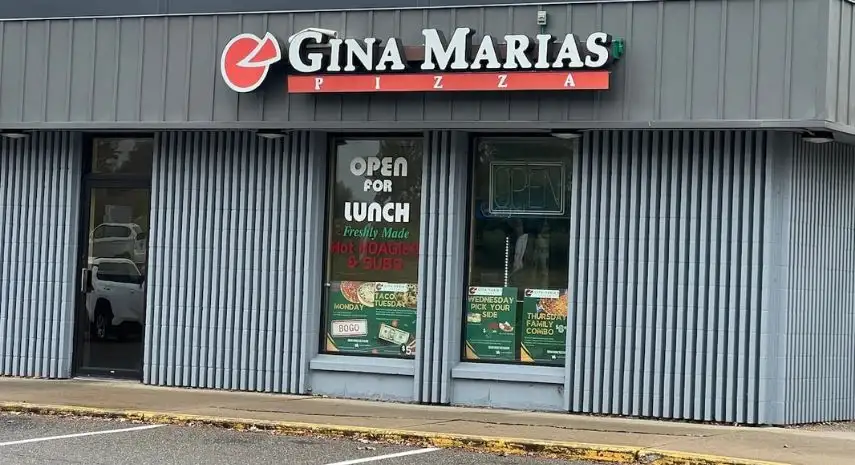 GINA MARIAS
PIZZA
OPEN
FOR
LUNCH
Freshly Made
Hot HOAGIES
& SUBS
OPEN
MONDAY
BOGO
TACO
TUESDAY
$5
WEDNESDAY
PICK YOUR
SIDE
THURSDAY
FAMILY
COMBO